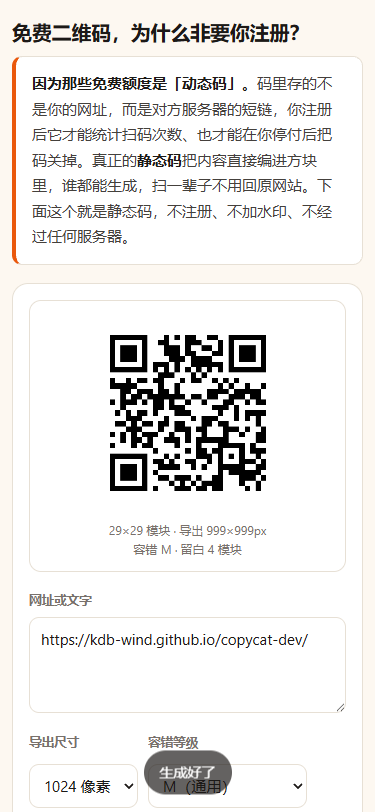 免费二维码，为什么非要你注册？
因为那些免费额度是「动态码」。码里存的不
是你的网址，而是对方服务器的短链，你注册
后它才能统计扫码次数、也才能在你停付后把
码关掉。真正的静态码把内容直接编进方块
里，谁都能生成，扫一辈子不用回原网站。下
面这个就是静态码，不注册、不加水印、不经
过任何服务器。
29×29 模块 · 导出 999×999px
容错 M · 留白 4 模块
网址或文字
https://kdb-wind.github.io/copycat-dev/
导出尺寸 容错等级
1024 像素 M（通用）
生成好了